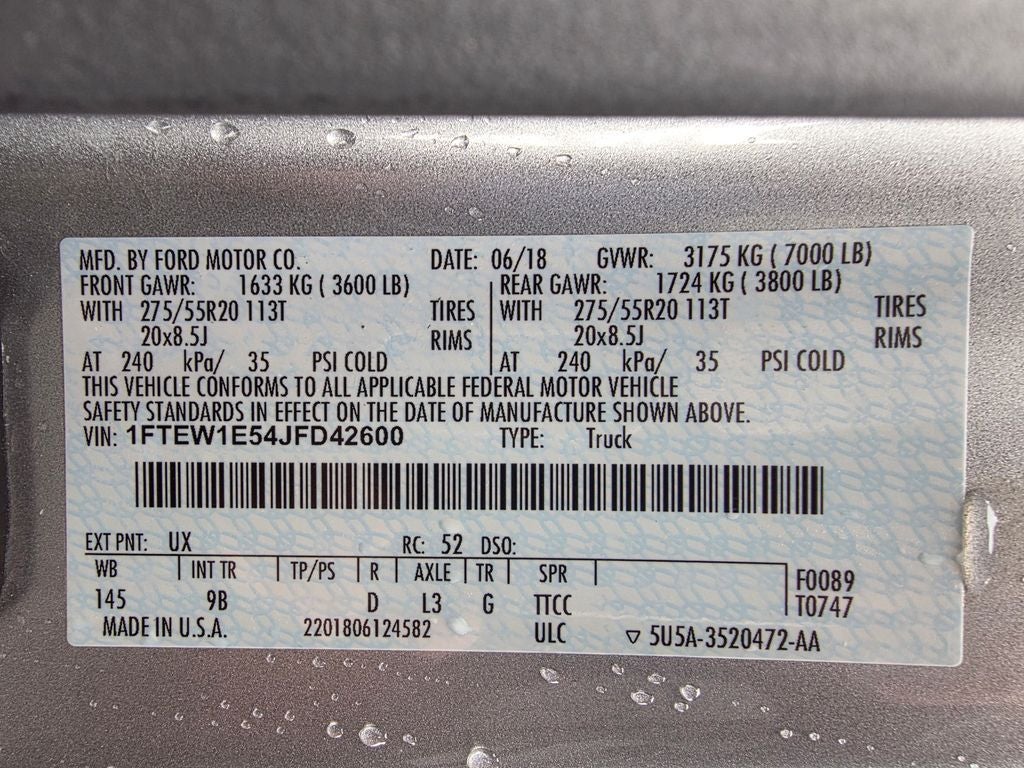 MFD. BY FORD MOTOR CO. DATE: 06/18 GVWR: 3175 KG ( 7000 LB)
FRONT GAWR: 1633 KG ( 3600 LB) REAR GAWR: 1724 KG ( 3800 LB)
WITH 275/55R20 113T TIRES WITH 275/55R20 113T TIRES
20x8.5J RIMS 20x8.5J RIMS
AT 240 kPa/ 35 PSI COLD AT 240 kPa/ 35 PSI COLD
THIS VEHICLE CONFORMS TO ALL APPLICABLE FEDERAL MOTOR VEHICLE
SAFETY STANDARDS IN EFFECT ON THE DATE OF MANUFACTURE SHOWN ABOVE.
VIN: 1FTEW1E54JFD42600 TYPE: Truck
EXT PNT: UX RC: 52 DSO:
WB INT TR TP/PS R AXLE TR SPR F0089
145 9B D L3 G TTCC T0747
MADE IN U.S.A. 2201806124582 ULC ▽ 5U5A-3520472-AA